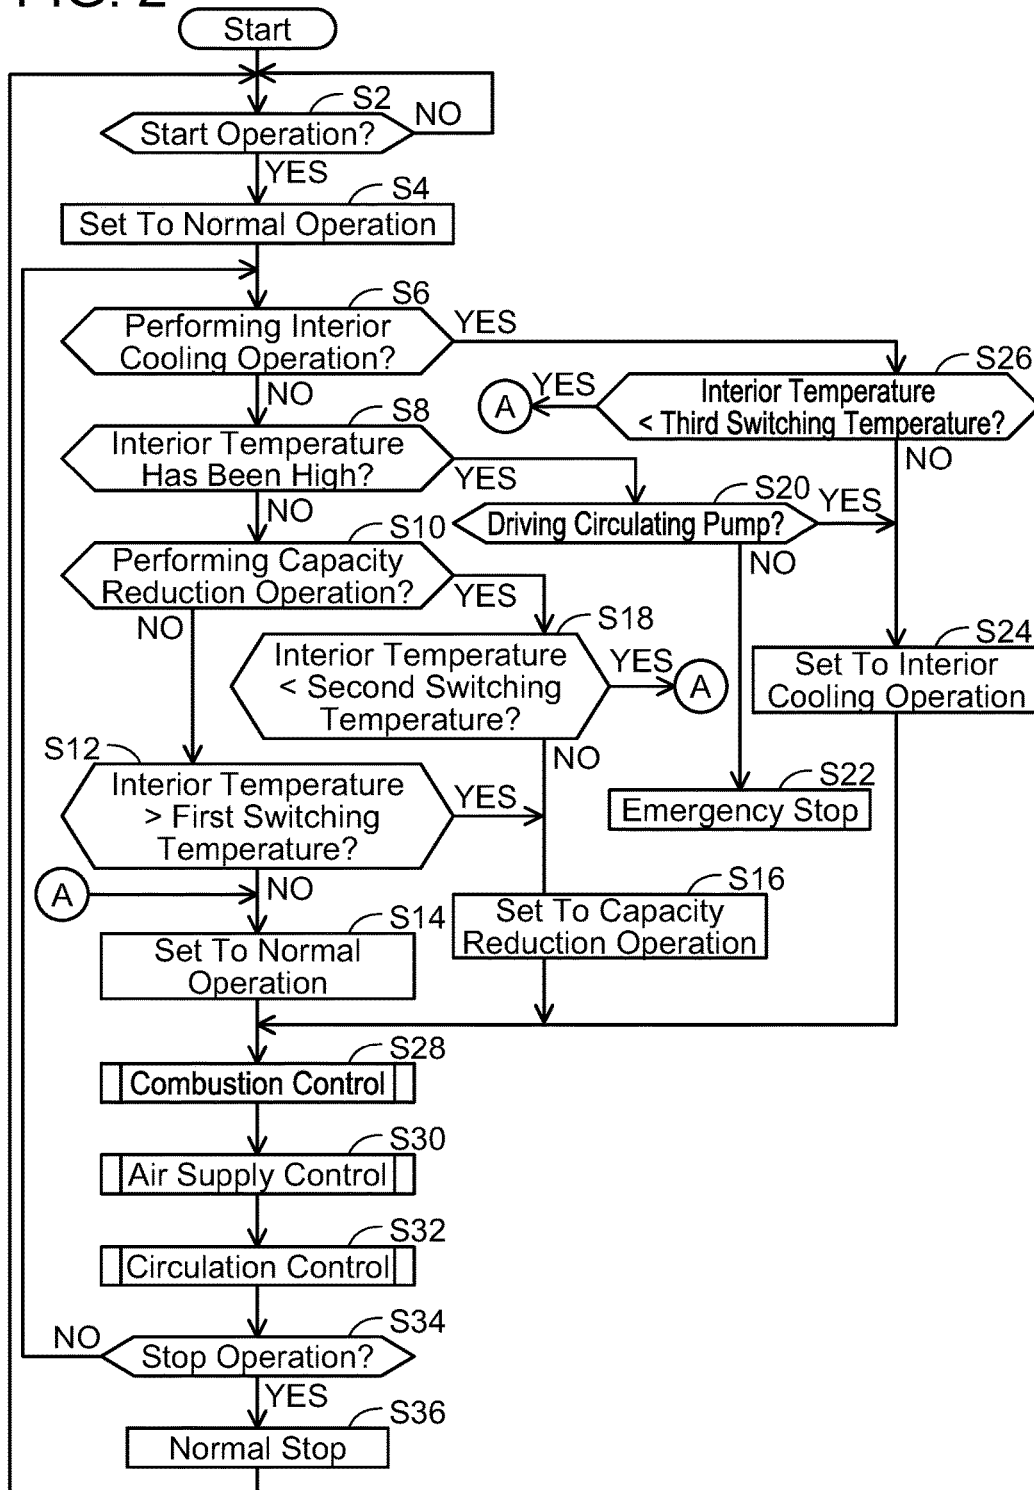 FIG. 2
Start
S2
NO
Start Operation?
YES
S4
Set To Normal Operation
S6
Performing Interior
Cooling Operation?
YES
NO
S26
Interior Temperature
< Third Switching Temperature?
YES
A
NO
S8
Interior Temperature
Has Been High?
YES
NO
S20
Driving Circulating Pump?
YES
NO
S10
Performing Capacity
Reduction Operation?
YES
NO
S18
Interior Temperature
< Second Switching
Temperature?
YES
A
NO
S24
Set To Interior
Cooling Operation
S12
Interior Temperature
> First Switching
Temperature?
YES
NO
S22
Emergency Stop
A
S16
Set To Capacity
Reduction Operation
S14
Set To Normal
Operation
S28
Combustion Control
S30
Air Supply Control
S32
Circulation Control
S34
Stop Operation?
NO
YES
S36
Normal Stop